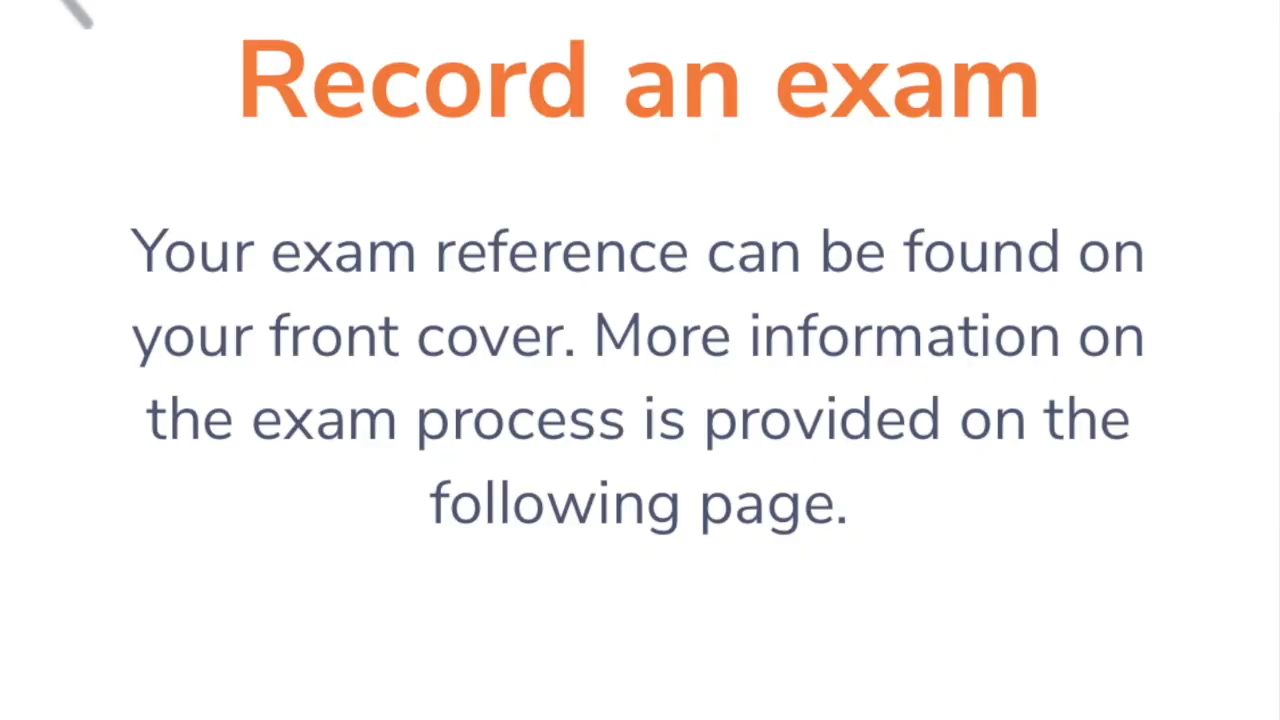 Record an exam
Your exam reference can be found on
your front cover. More information on
the exam process is provided on the
following page.